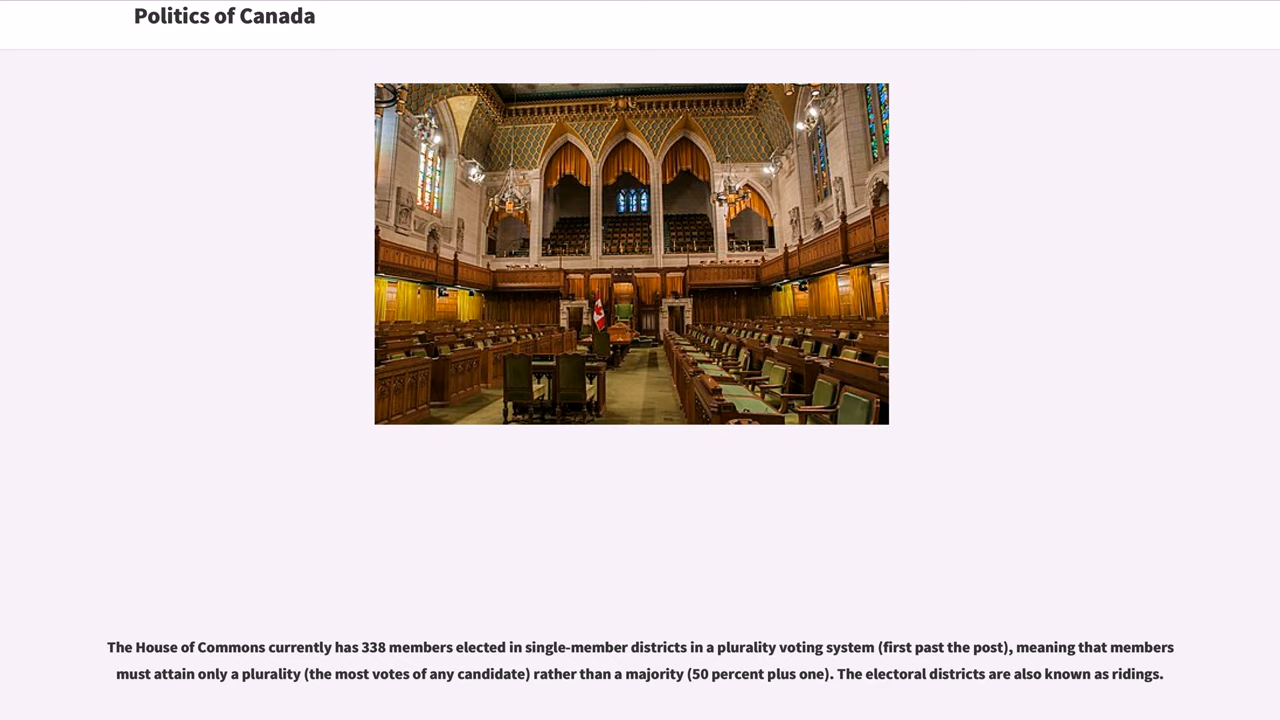 Politics of Canada
The House of Commons currently has 338 members elected in single-member districts in a plurality voting system (first past the post), meaning that members
must attain only a plurality (the most votes of any candidate) rather than a majority (50 percent plus one). The electoral districts are also known as ridings.